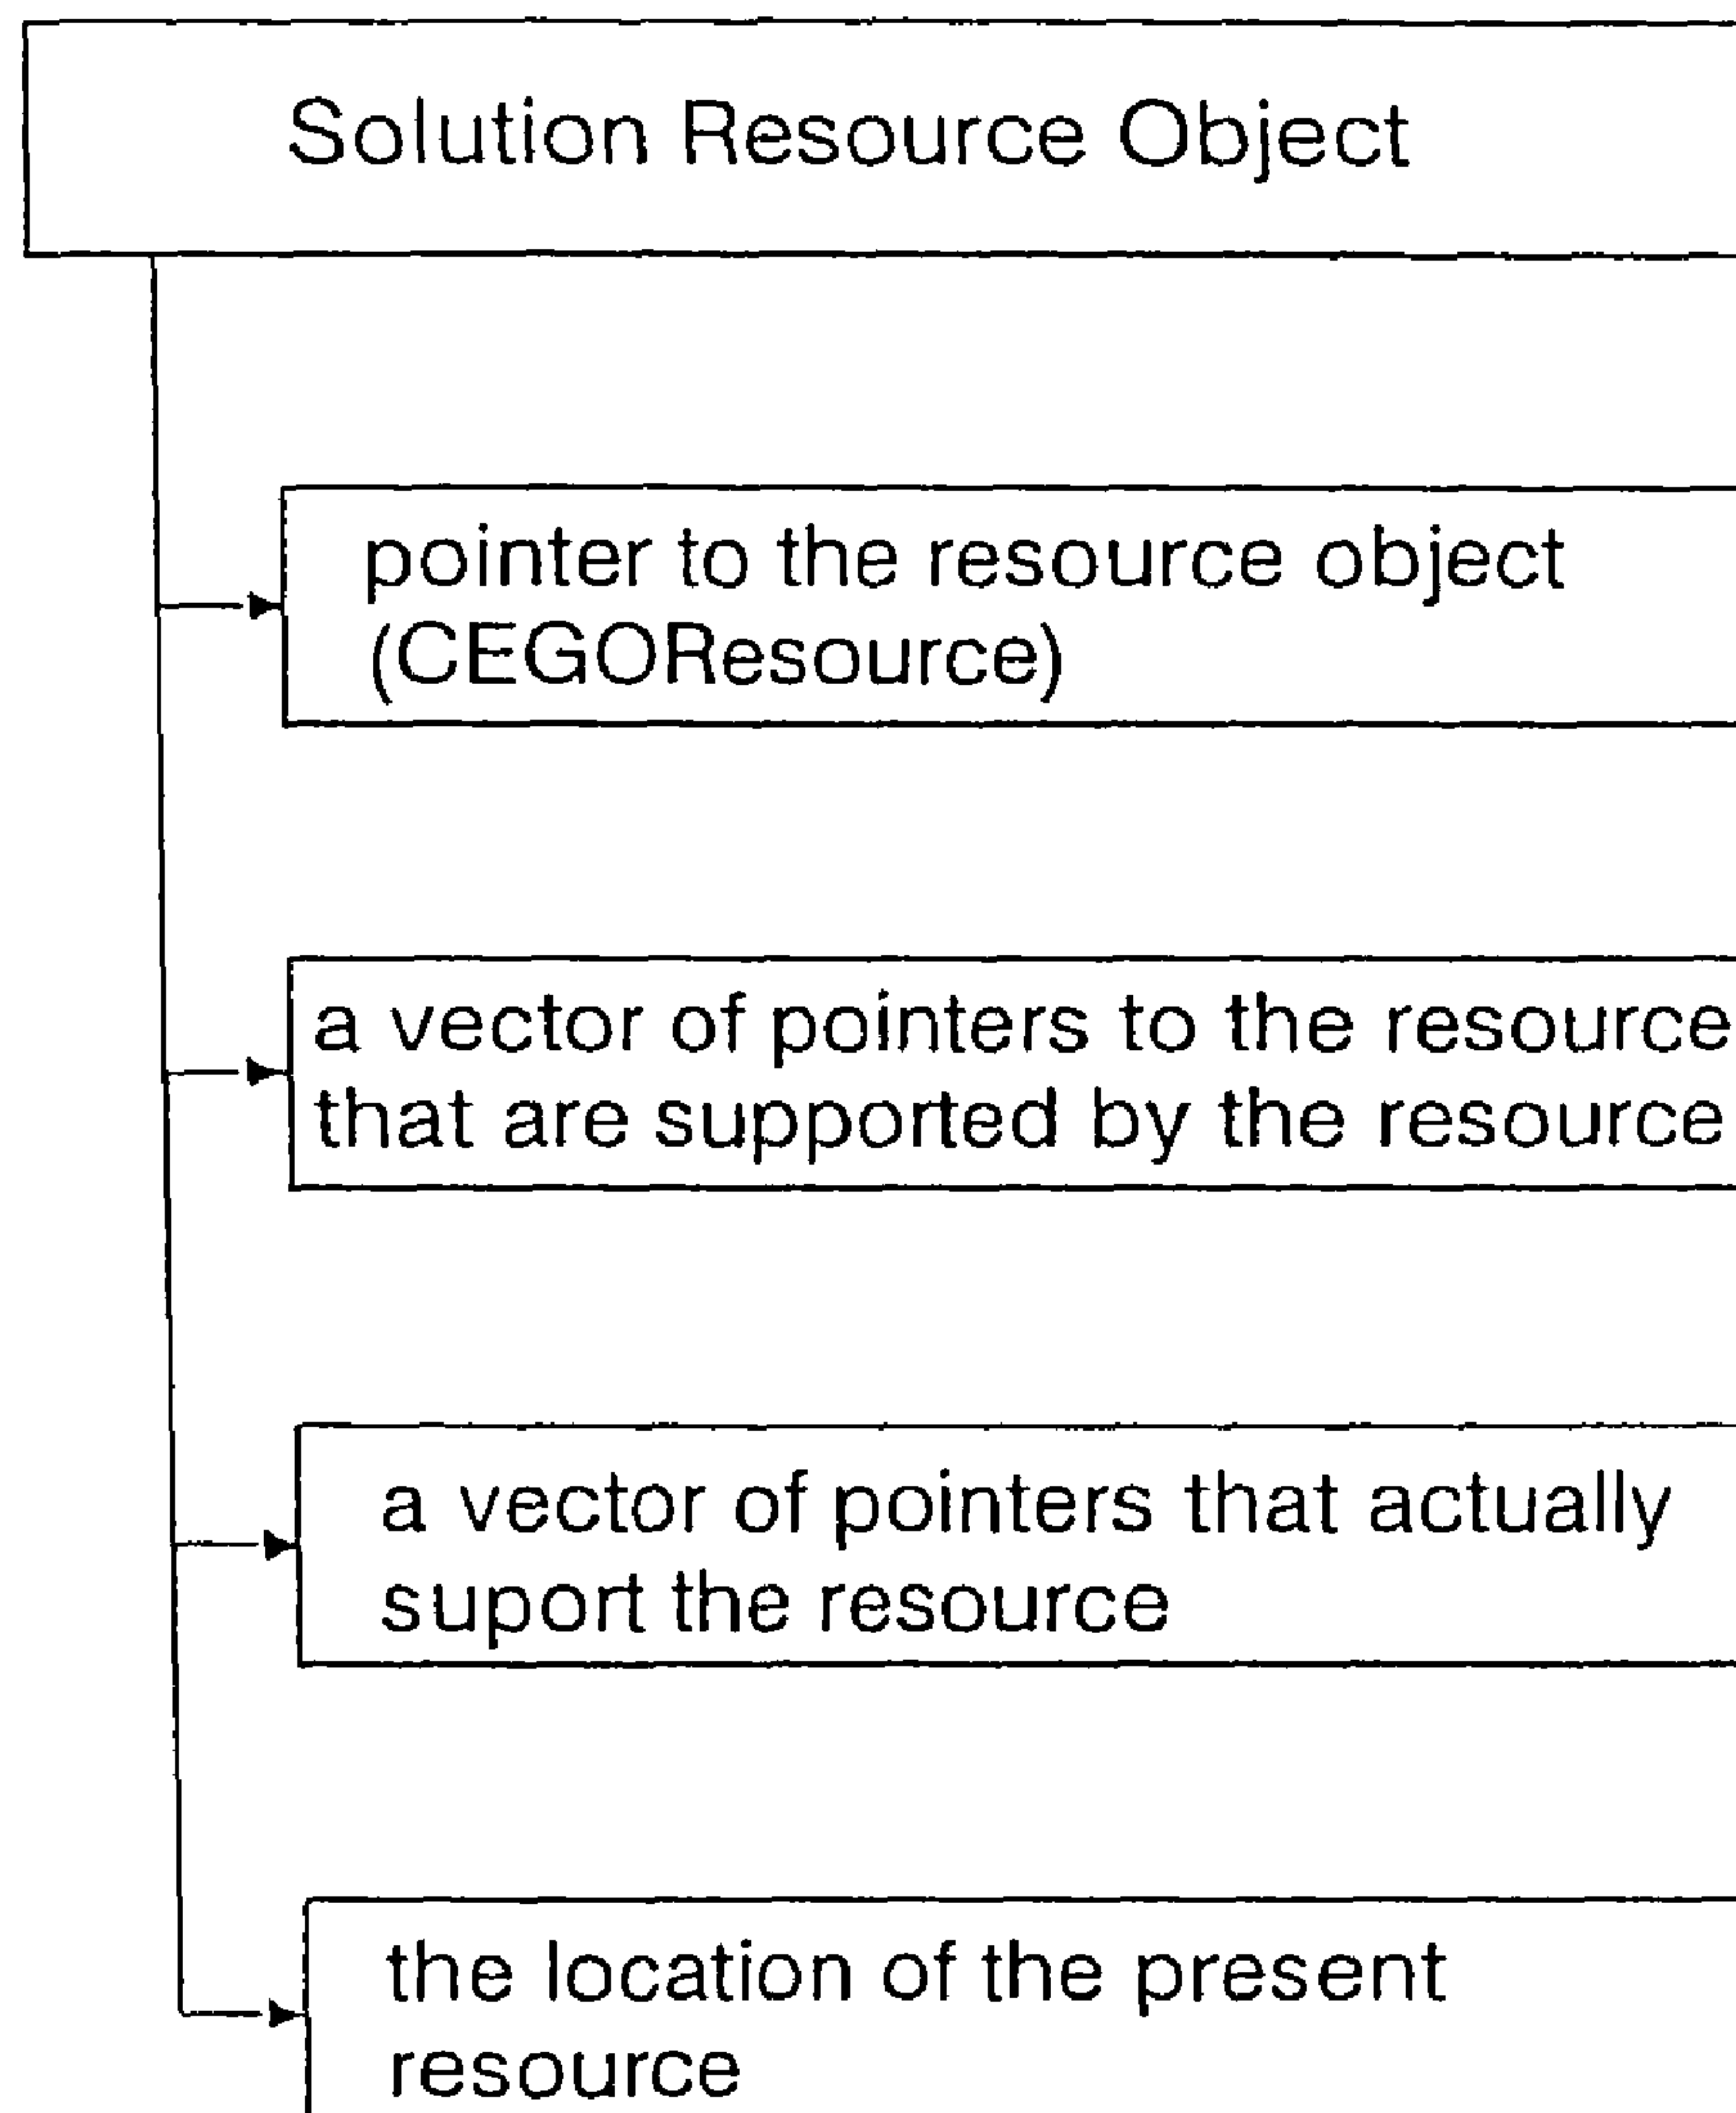 Solution Resource Object
pointer to the resource object
(CEGOResource)
a vector of pointers to the resource
that are supported by the resource
a vector of pointers that actually
suport the resource
the location of the present
resource